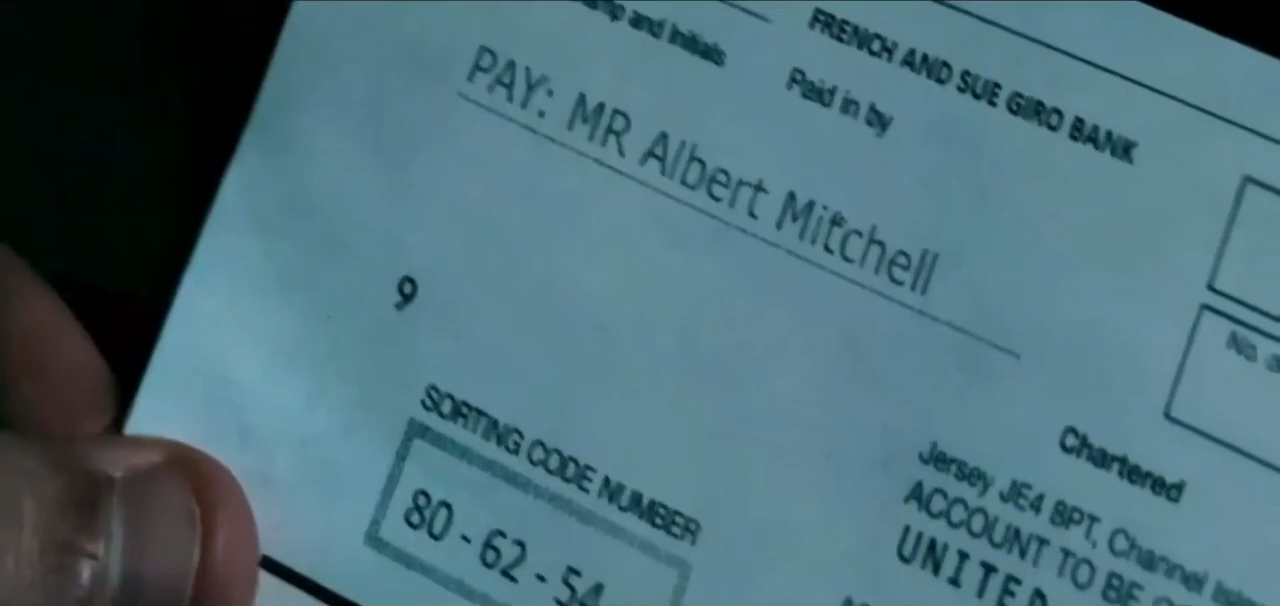 FRENCH AND SUE GIRO BANK
and Initials
Paid in by
PAY: MR Albert Mitchell
9
No.
SORTING CODE NUMBER
80 - 62 - 54
Chartered
Jersey JE4 8PT, Channel
ACCOUNT TO BE
UNITED